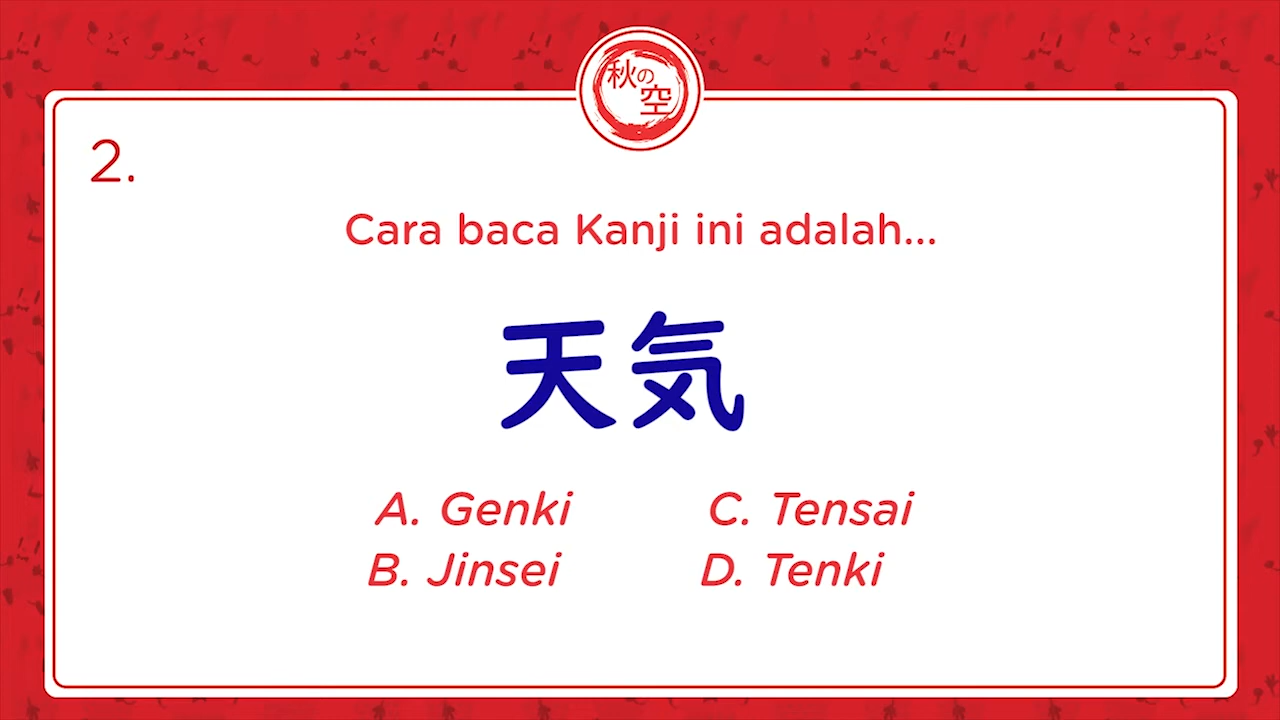 秋の空
2.
Cara baca Kanji ini adalah...
天気
A. Genki
C. Tensai
B. Jinsei
D. Tenki